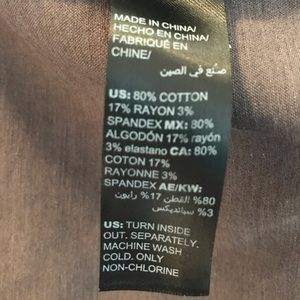 MADE IN CHINA/
HECHO EN CHINA/
FABRIQUÉ EN
CHINE/
صنع في الصين
US: 80% COTTON
17% RAYON 3%
SPANDEX MX: 80%
ALGODÓN 17% rayón
3% elastano CA: 80%
COTON 17%
RAYONNE 3%
SPANDEX AE/KW:
80% القطن 17% رايون
3% سبانديكس
US: TURN INSIDE
OUT. SEPARATELY.
MACHINE WASH
COLD. ONLY
NON-CHLORINE